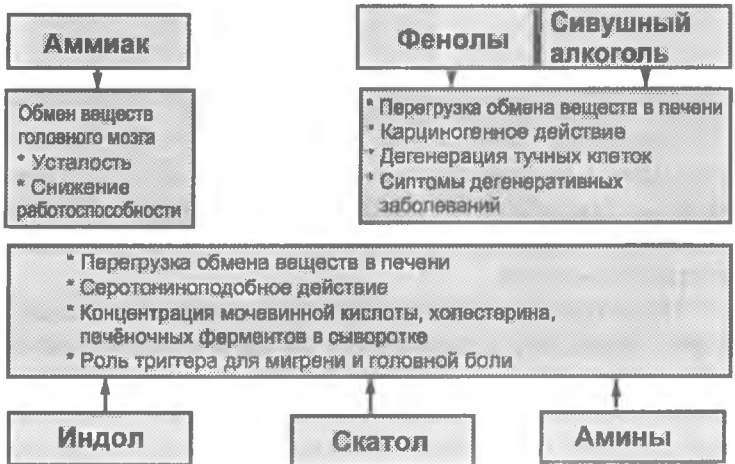 Аммиак
Обмен веществ
головного мозга
* Усталость
* Снижение
работоспособности
Фенолы
Сивушный
алкоголь
* Перегрузка обмена веществ в печени
* Карциногенное действие
* Дегенерация тучных клеток
* Сиптомы дегенеративных
заболеваний
* Перегрузка обмена веществ в печени
* Серотониноподобное действие
* Концентрация мочевинной кислоты, холестерина,
печёночных ферментов в сыворотке
* Роль триггера для мигрени и головной боли
Индол
Скатол
Амины